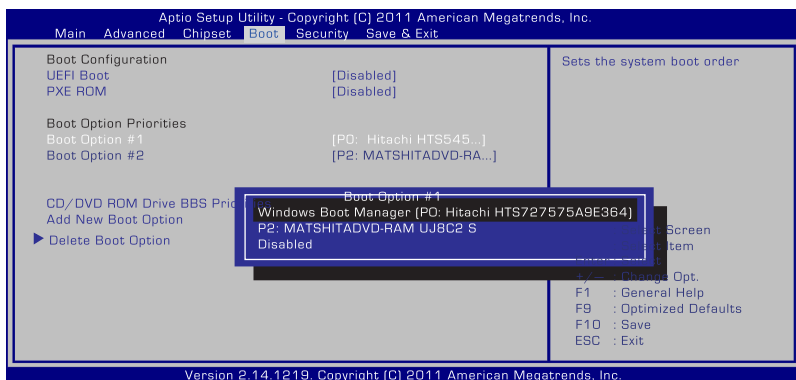 Aptio Setup Utility - Copyright (C) 2011 American Megatrends, Inc.
Main Advanced Chipset Boot Security Save & Exit
Boot Configuration
UEFI Boot [Disabled]
PXE ROM [Disabled]
Boot Option Priorities
Boot Option #1 [P0: Hitachi HTS545...]
Boot Option #2 [P2: MATSHITADVD-RA...]
CD/DVD ROM Drive BBS
Add New Boot Option
Delete Boot Option
Sets the system boot order
Boot Option #1
Windows Boot Manager (P0: Hitachi HTS727575A9E364)
P2: MATSHITADVD-RAM UJ8C2 S
Disabled
Screen
Item
+/— : Change Opt.
F1 : General Help
F9 : Optimized Defaults
F10 : Save
ESC : Exit
Version 2.14.1219. Copyright (C) 2011 American Megatrends, Inc.